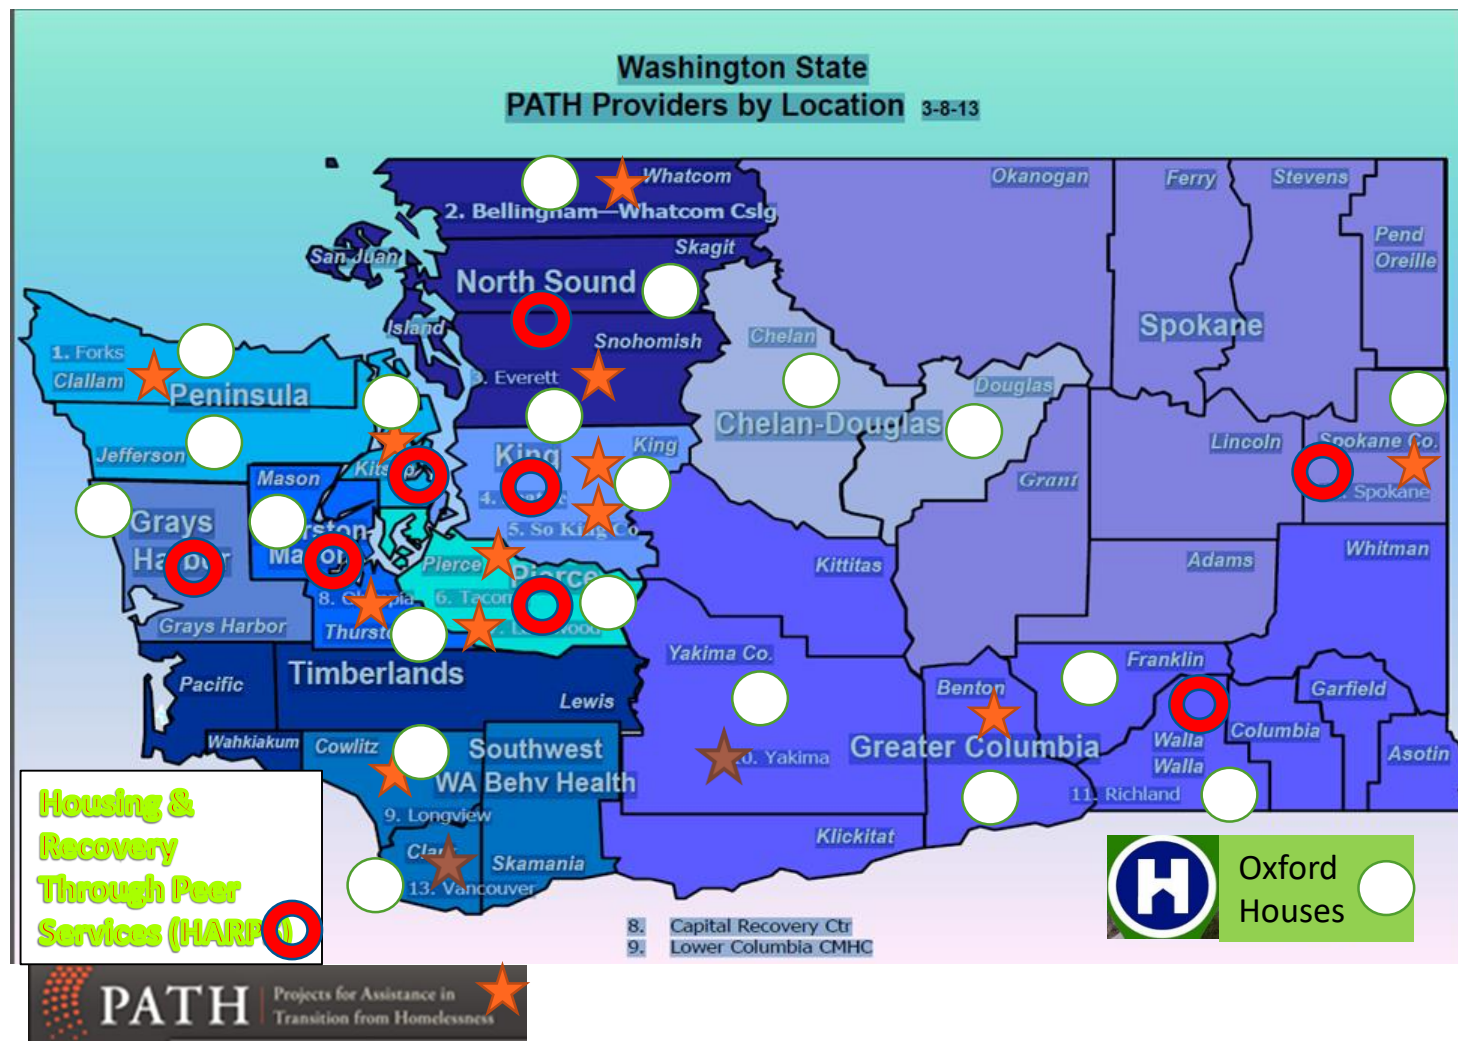 Washington State
PATH Providers by Location 3-8-13
Whatcom
2. Bellingham—Whatcom Cslg
Skagit
San Juan
North Sound
Island
Snohomish
3. Everett
Okanogan
Ferry
Stevens
Pend
Oreille
Spokane
Chelan
Douglas
Chelan-Douglas
1. Forks
Clallam
Peninsula
Jefferson
Mason
King
King
4.
5. So King Co
Grant
Lincoln
Spokane Co.
Spokane
Grays
Grays Harbor
Pierce
Pierce
6.
8.
Kittitas
Adams
Whitman
Timberlands
Pacific
Lewis
Wahkiakum
Cowlitz
Southwest
WA Behv Health
9. Longview
Skamania
13. Vancouver
Yakima Co.
Yakima
Klickitat
Benton
Greater Columbia
Franklin
Walla
Walla
11. Richland
Columbia
Garfield
Asotin
Housing &
Recovery
Through Peer
Services
H
Oxford
Houses
8. Capital Recovery Ctr
9. Lower Columbia CMHC
PATH
Projects for Assistance in
Transition from Homelessness